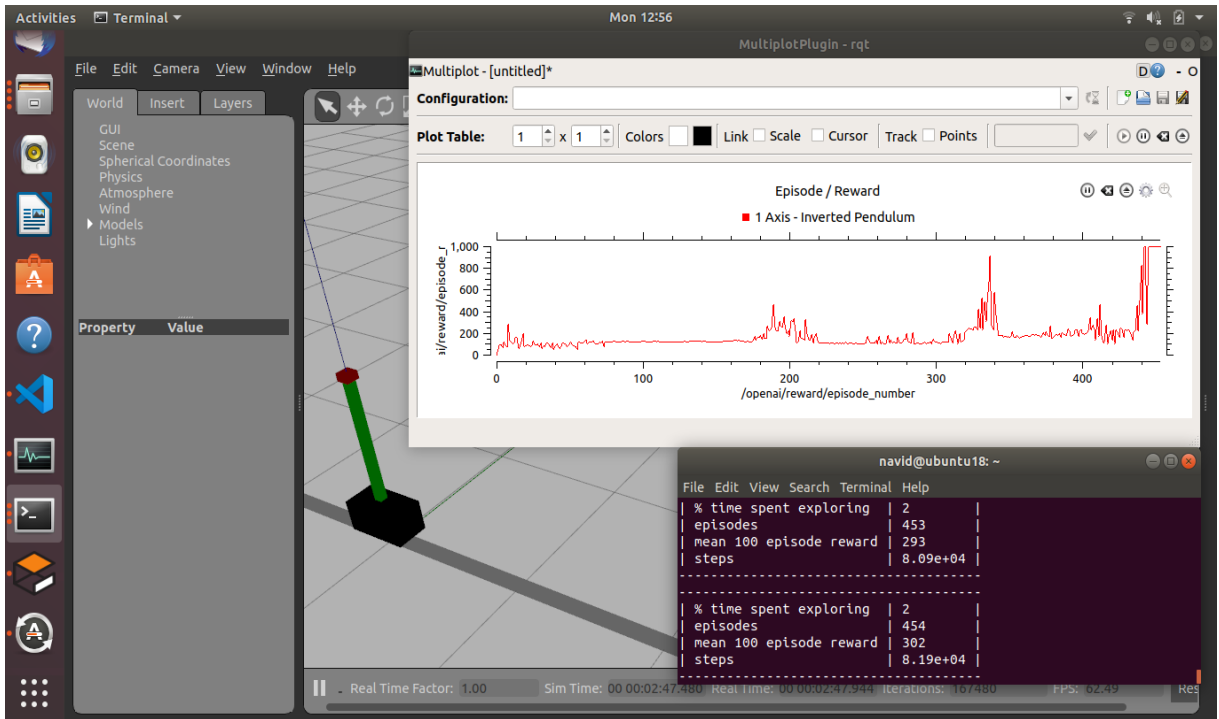 Activities Terminal Mon 12:56
MultiplotPlugin - rqt
File Edit Camera View Window Help
Multiplot - [untitled]* D - O
Configuration:
World Insert Layers
Plot Table: 1 x 1 Colors Link Scale Cursor Track Points
GUI
Scene
Spherical Coordinates
Physics
Atmosphere
Wind
Models
Lights
Property Value
Episode / Reward
1 Axis - Inverted Pendulum
ai/reward/episode_r
1,000
800
600
400
200
0
0 100 200 300 400
/openai/reward/episode_number
navid@ubuntu18: ~
File Edit View Search Terminal Help
| % time spent exploring | 2 |
| episodes | 453 |
| mean 100 episode reward | 293 |
| steps | 8.09e+04 |
---------------------------------------
---------------------------------------
| % time spent exploring | 2 |
| episodes | 454 |
| mean 100 episode reward | 302 |
| steps | 8.19e+04 |
---------------------------------------
Real Time Factor: 1.00 Sim Time: 00 00:02:47.480 Real Time: 00 00:02:47.944 Iterations: 167480 FPS: 62.49 Res